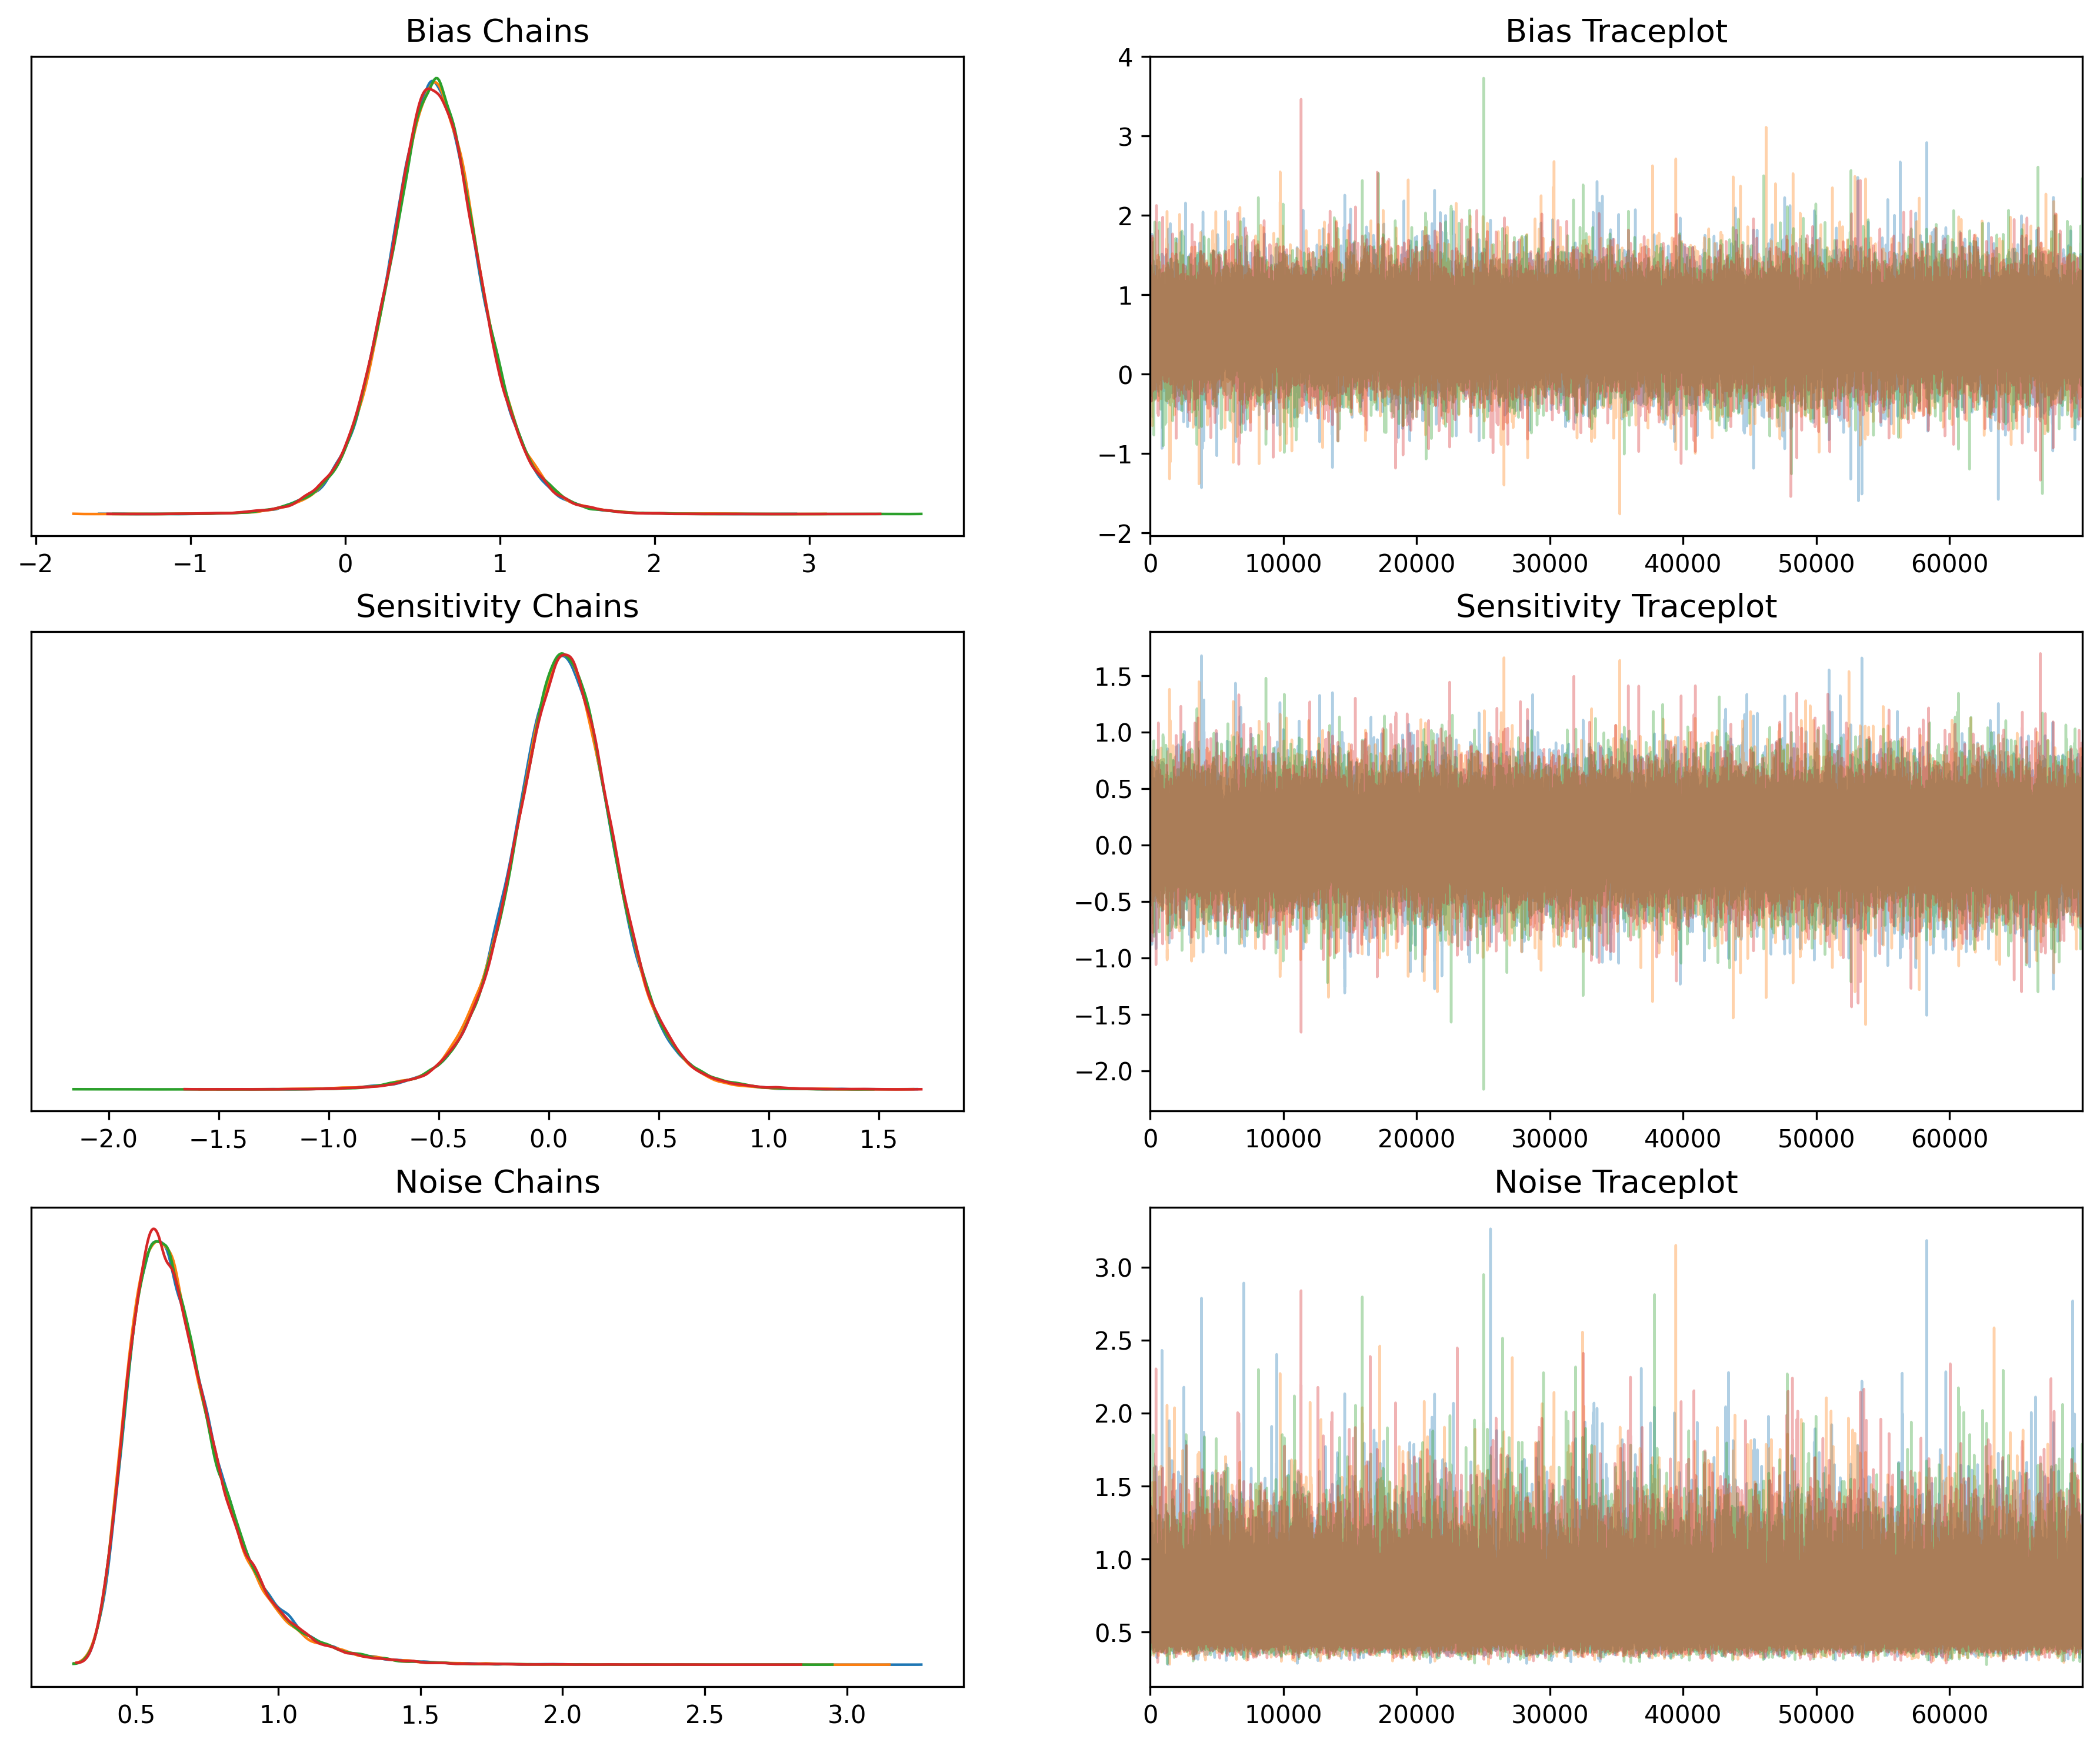 Bias Chains
−2 −1 0 1 2 3
Bias Traceplot
4
3
2
1
0
−1
−2
0 10000 20000 30000 40000 50000 60000
Sensitivity Chains
−2.0 −1.5 −1.0 −0.5 0.0 0.5 1.0 1.5
Sensitivity Traceplot
1.5
1.0
0.5
0.0
−0.5
−1.0
−1.5
−2.0
0 10000 20000 30000 40000 50000 60000
Noise Chains
0.5 1.0 1.5 2.0 2.5 3.0
Noise Traceplot
3.0
2.5
2.0
1.5
1.0
0.5
0 10000 20000 30000 40000 50000 60000